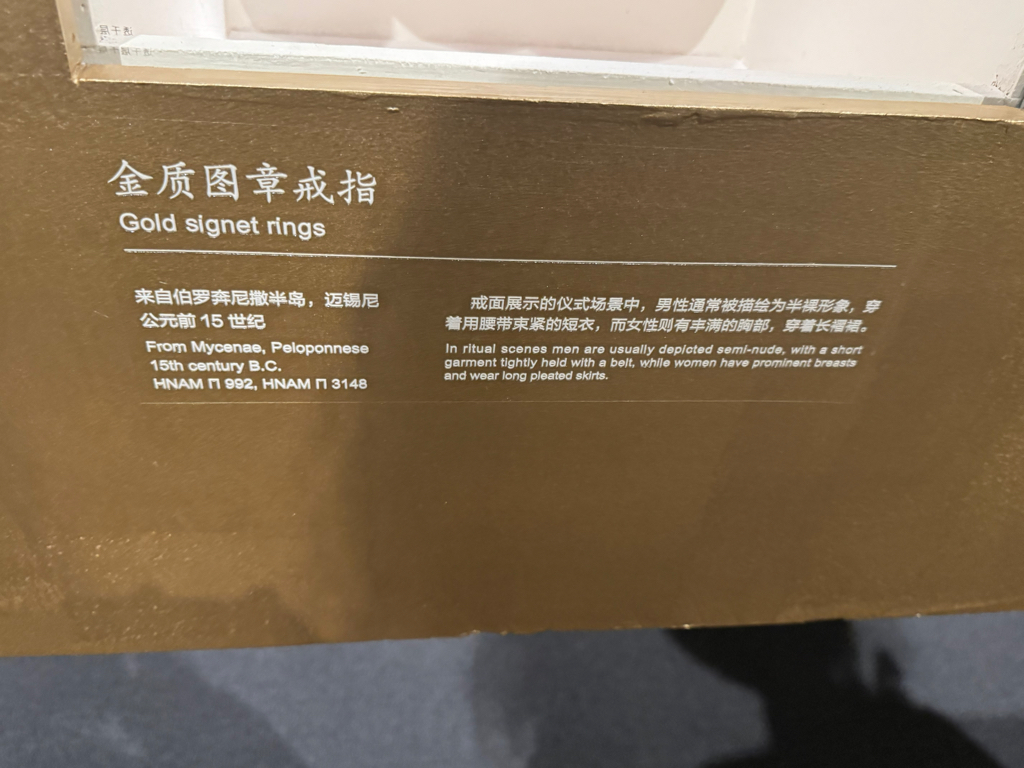 金质图章戒指
Gold signet rings
来自伯罗奔尼撒半岛，迈锡尼
公元前 15 世纪
From Mycenae, Peloponnese
15th century B.C.
HNAM Π 992, HNAM Π 3148
戒面展示的仪式场景中，男性通常被描绘为半裸形象，穿
着用腰带束紧的短衣，而女性则有丰满的胸部，穿着长褶裙。
In ritual scenes men are usually depicted semi-nude, with a short
garment tightly held with a belt, while women have prominent breasts
and wear long pleated skirts.